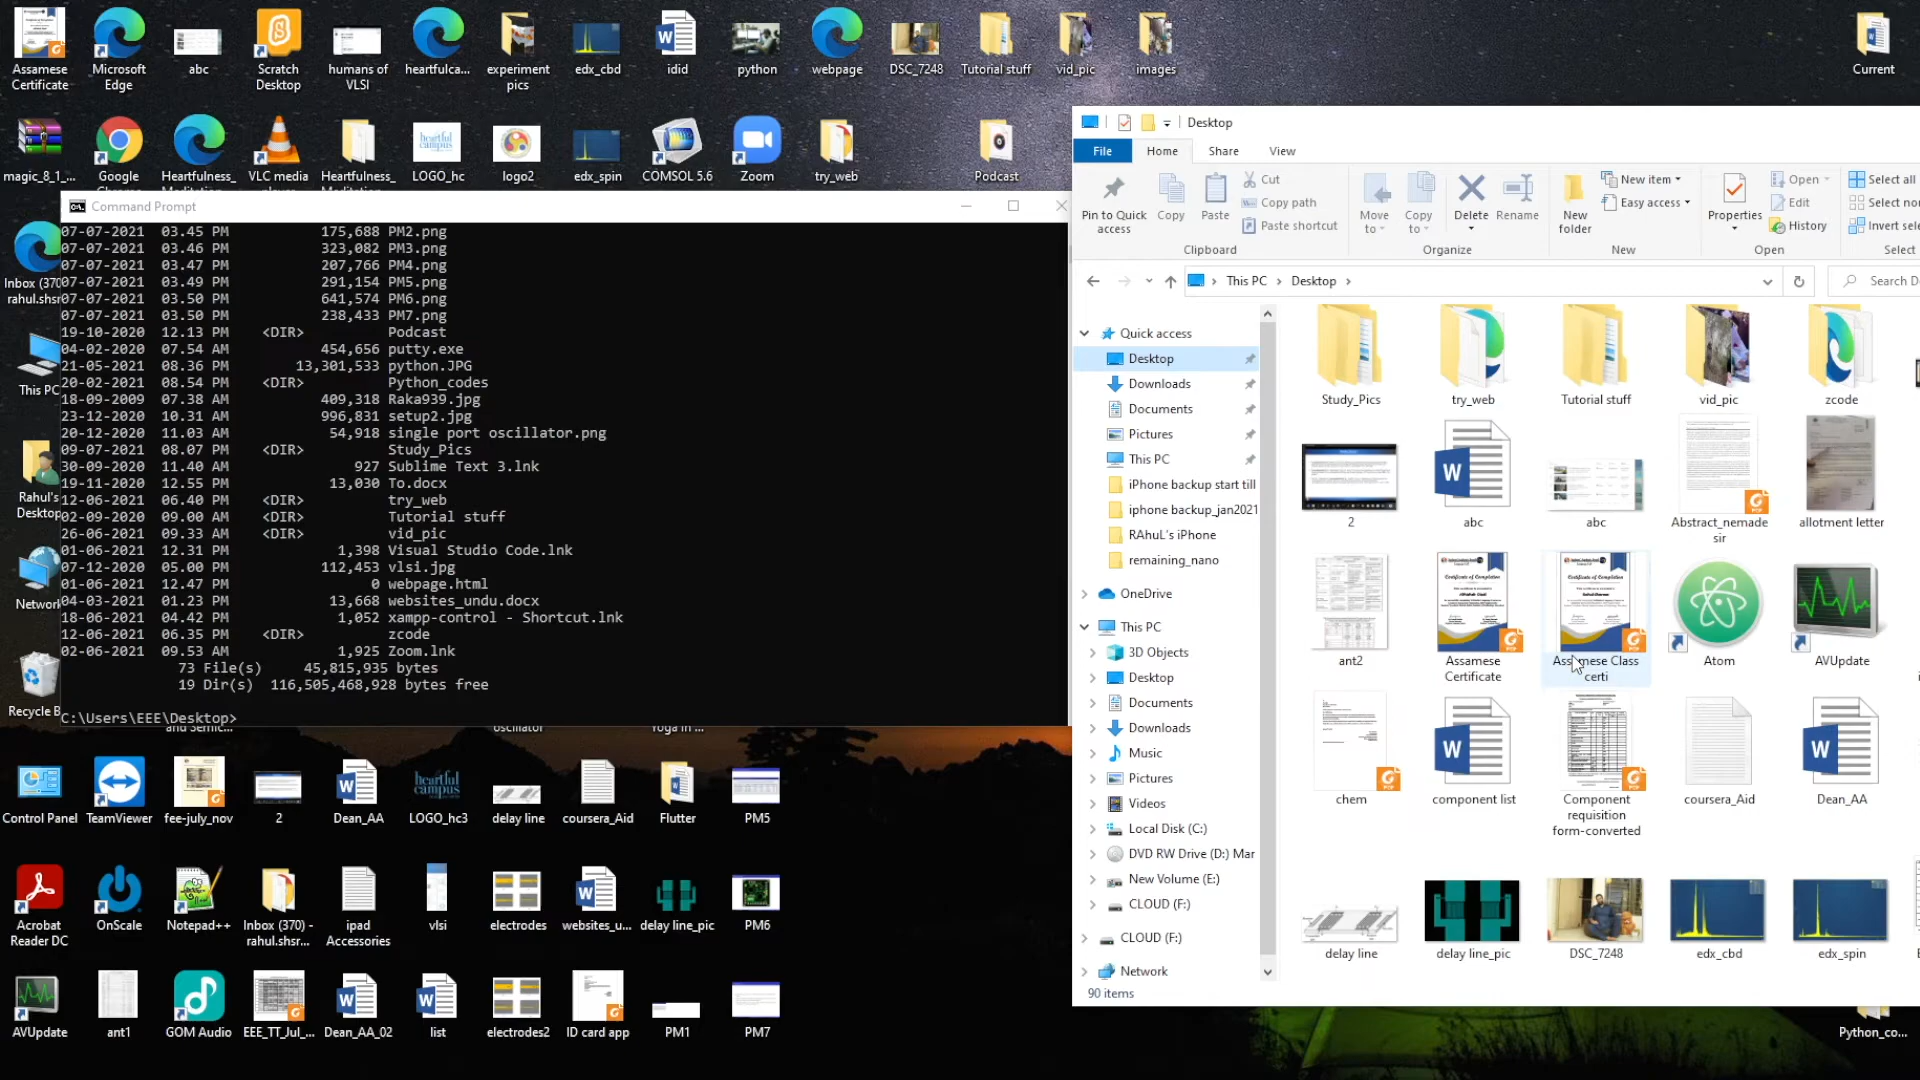 Assamese Certificate
Microsoft Edge
abc
Scratch Desktop
humans of VLSI
heartfulca...
experiment pics
edx_cbd
idid
python
webpage
DSC_7248
Tutorial stuff
vid_pic
images
Current
magic_8_1_...
Google
Heartfulness_
VLC media
Heartfulness_
LOGO_hc
logo2
edx_spin
COMSOL 5.6
Zoom
try_web
Podcast
Inbox (370
rahul.shsr
This PC
Rahul's
Desktop
Network
Recycle B
Command Prompt
07-07-2021 03.45 PM 175,688 PM2.png
07-07-2021 03.46 PM 323,082 PM3.png
07-07-2021 03.47 PM 207,766 PM4.png
07-07-2021 03.49 PM 291,154 PM5.png
07-07-2021 03.50 PM 641,574 PM6.png
07-07-2021 03.50 PM 238,433 PM7.png
19-10-2020 12.13 PM <DIR> Podcast
04-02-2020 07.54 AM 454,656 putty.exe
21-05-2021 08.36 PM 13,301,533 python.JPG
20-02-2021 08.54 PM <DIR> Python_codes
18-09-2009 07.38 AM 409,318 Raka939.jpg
23-12-2020 10.31 AM 996,831 setup2.jpg
20-12-2020 11.03 AM 54,918 single port oscillator.png
09-07-2021 08.07 PM <DIR> Study_Pics
30-09-2020 11.40 AM 927 Sublime Text 3.lnk
19-11-2020 12.55 PM 13,030 To.docx
12-06-2021 06.40 PM <DIR> try_web
02-09-2020 09.00 AM <DIR> Tutorial stuff
26-06-2021 09.33 AM <DIR> vid_pic
01-06-2021 12.31 PM 1,398 Visual Studio Code.lnk
07-12-2020 05.00 PM 112,453 vlsi.jpg
01-06-2021 12.47 PM 0 webpage.html
04-03-2021 01.23 PM 13,668 websites_undu.docx
18-06-2021 04.42 PM 1,052 xampp-control - Shortcut.lnk
12-06-2021 06.35 PM <DIR> zcode
02-06-2021 09.53 AM 1,925 Zoom.lnk
73 File(s) 45,815,935 bytes
19 Dir(s) 116,505,468,928 bytes free
C:\Users\EEE\Desktop>
Desktop
File Home Share View
Pin to Quick access
Copy
Paste
Cut
Copy path
Paste shortcut
Move to
Copy to
Delete
Rename
New folder
New item
Easy access
Properties
Open
Edit
History
Select all
Select no
Invert sele
Clipboard Organize New Open Select
This PC > Desktop >
Search D
Quick access
Desktop
Downloads
Documents
Pictures
This PC
iPhone backup start till
iphone backup_jan2021
RAhuL's iPhone
remaining_nano
OneDrive
This PC
3D Objects
Desktop
Documents
Downloads
Music
Pictures
Videos
Local Disk (C:)
DVD RW Drive (D:) Mar
New Volume (E:)
CLOUD (F:)
CLOUD (F:)
Network
90 items
Study_Pics
try_web
Tutorial stuff
vid_pic
zcode
2
abc
abc
Abstract_nemade sir
allotment letter
ant2
Assamese Certificate
Assamese Class certi
Atom
AVUpdate
chem
component list
Component requisition form-converted
coursera_Aid
Dean_AA
delay line
delay line_pic
DSC_7248
edx_cbd
edx_spin
oscillator
Yoga in ...
Control Panel
TeamViewer
fee-july_nov
2
Dean_AA
LOGO_hc3
delay line
coursera_Aid
Flutter
PM5
Acrobat Reader DC
OnScale
Notepad++
Inbox (370) - rahul.shsr...
ipad Accessories
vlsi
electrodes
websites_u...
delay line_pic
PM6
AVUpdate
ant1
GOM Audio
EEE_TT_Jul_...
Dean_AA_02
list
electrodes2
ID card app
PM1
PM7
Python_co...